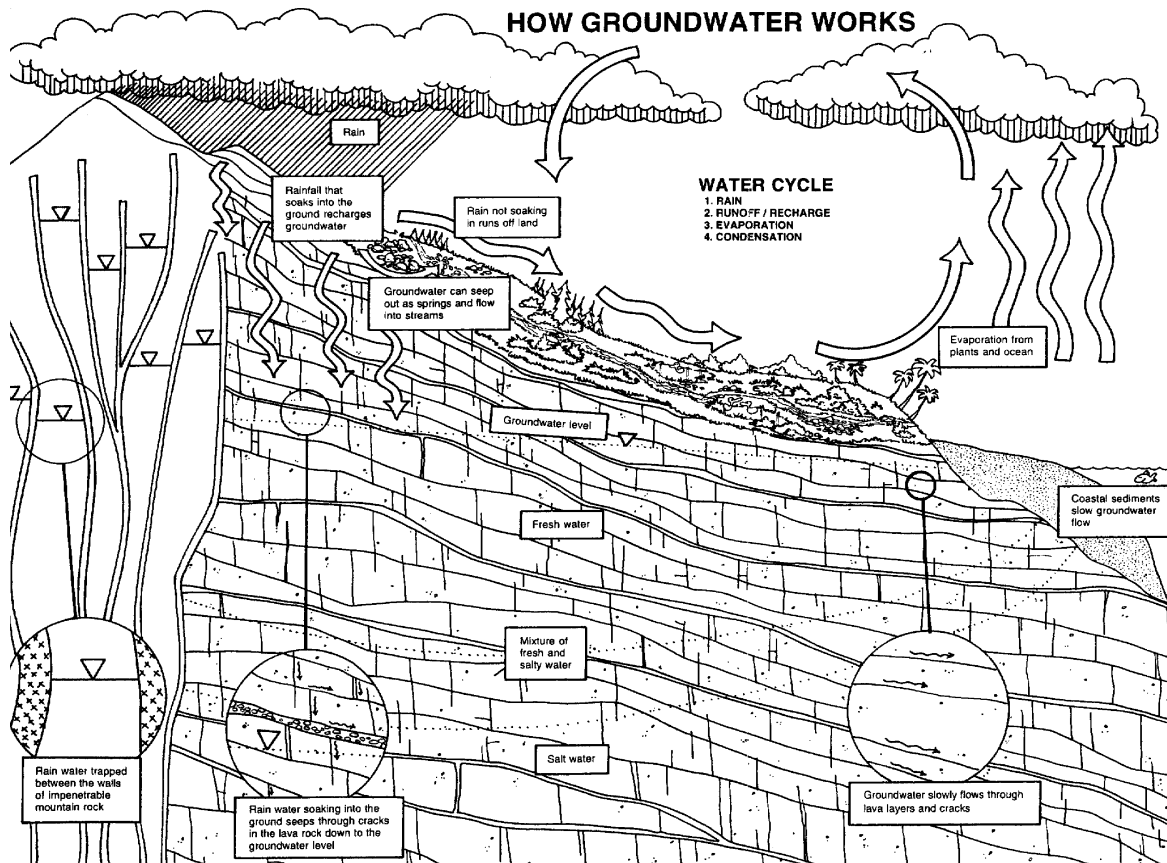 HOW GROUNDWATER WORKS
Rain
Rainfall that
soaks into the
ground recharges
groundwater
Rain not soaking
in runs off land
WATER CYCLE
1. RAIN
2. RUNOFF / RECHARGE
3. EVAPORATION
4. CONDENSATION
Groundwater can seep
out as springs and flow
into streams
Evaporation from
plants and ocean
Groundwater level
Coastal sediments
slow groundwater
flow
Fresh water
Mixture of
fresh and
salty water
Salt water
Rain water trapped
between the walls
of impenetrable
mountain rock
Rain water soaking into the
ground seeps through cracks
in the lava rock down to the
groundwater level
Groundwater slowly flows through
lava layers and cracks